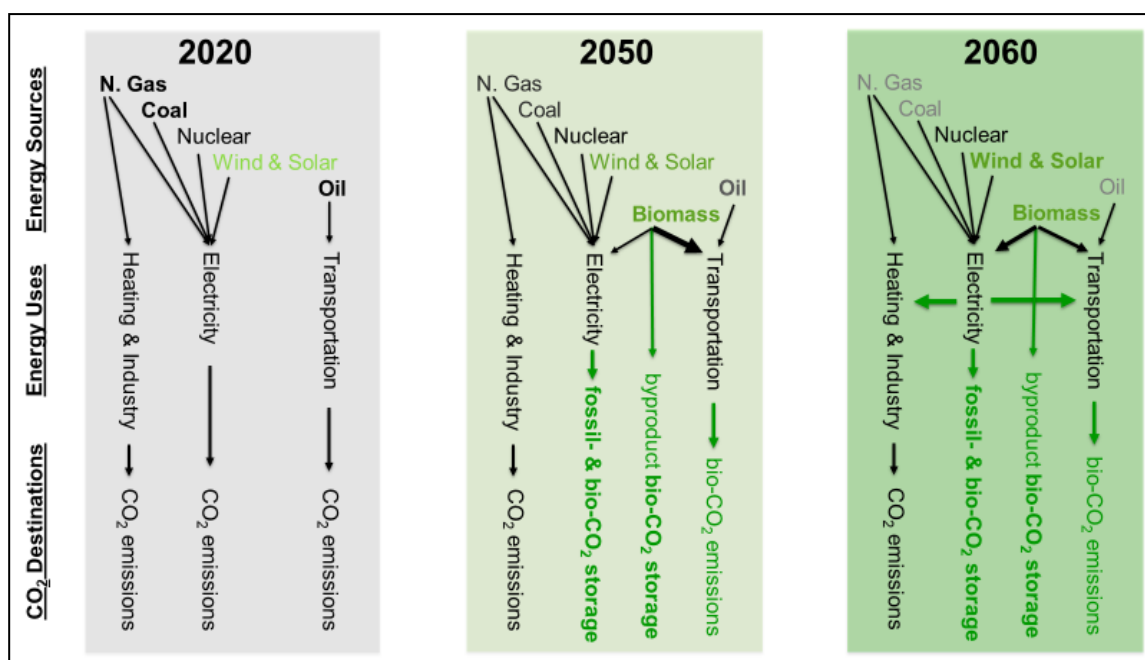 2020
2050
2060
Energy Sources
Energy Uses
CO2 Destinations
N. Gas
Coal
Nuclear
Wind & Solar
Oil
Heating & Industry
Electricity
Transportation
CO2 emissions
CO2 emissions
CO2 emissions
N. Gas
Coal
Nuclear
Wind & Solar
Oil
Biomass
Heating & Industry
Electricity
Transportation
CO2 emissions
fossil- & bio-CO2 storage
byproduct bio-CO2 storage
bio-CO2 emissions
N. Gas
Coal
Nuclear
Wind & Solar
Oil
Biomass
Heating & Industry
Electricity
Transportation
CO2 emissions
fossil- & bio-CO2 storage
byproduct bio-CO2 storage
bio-CO2 emissions